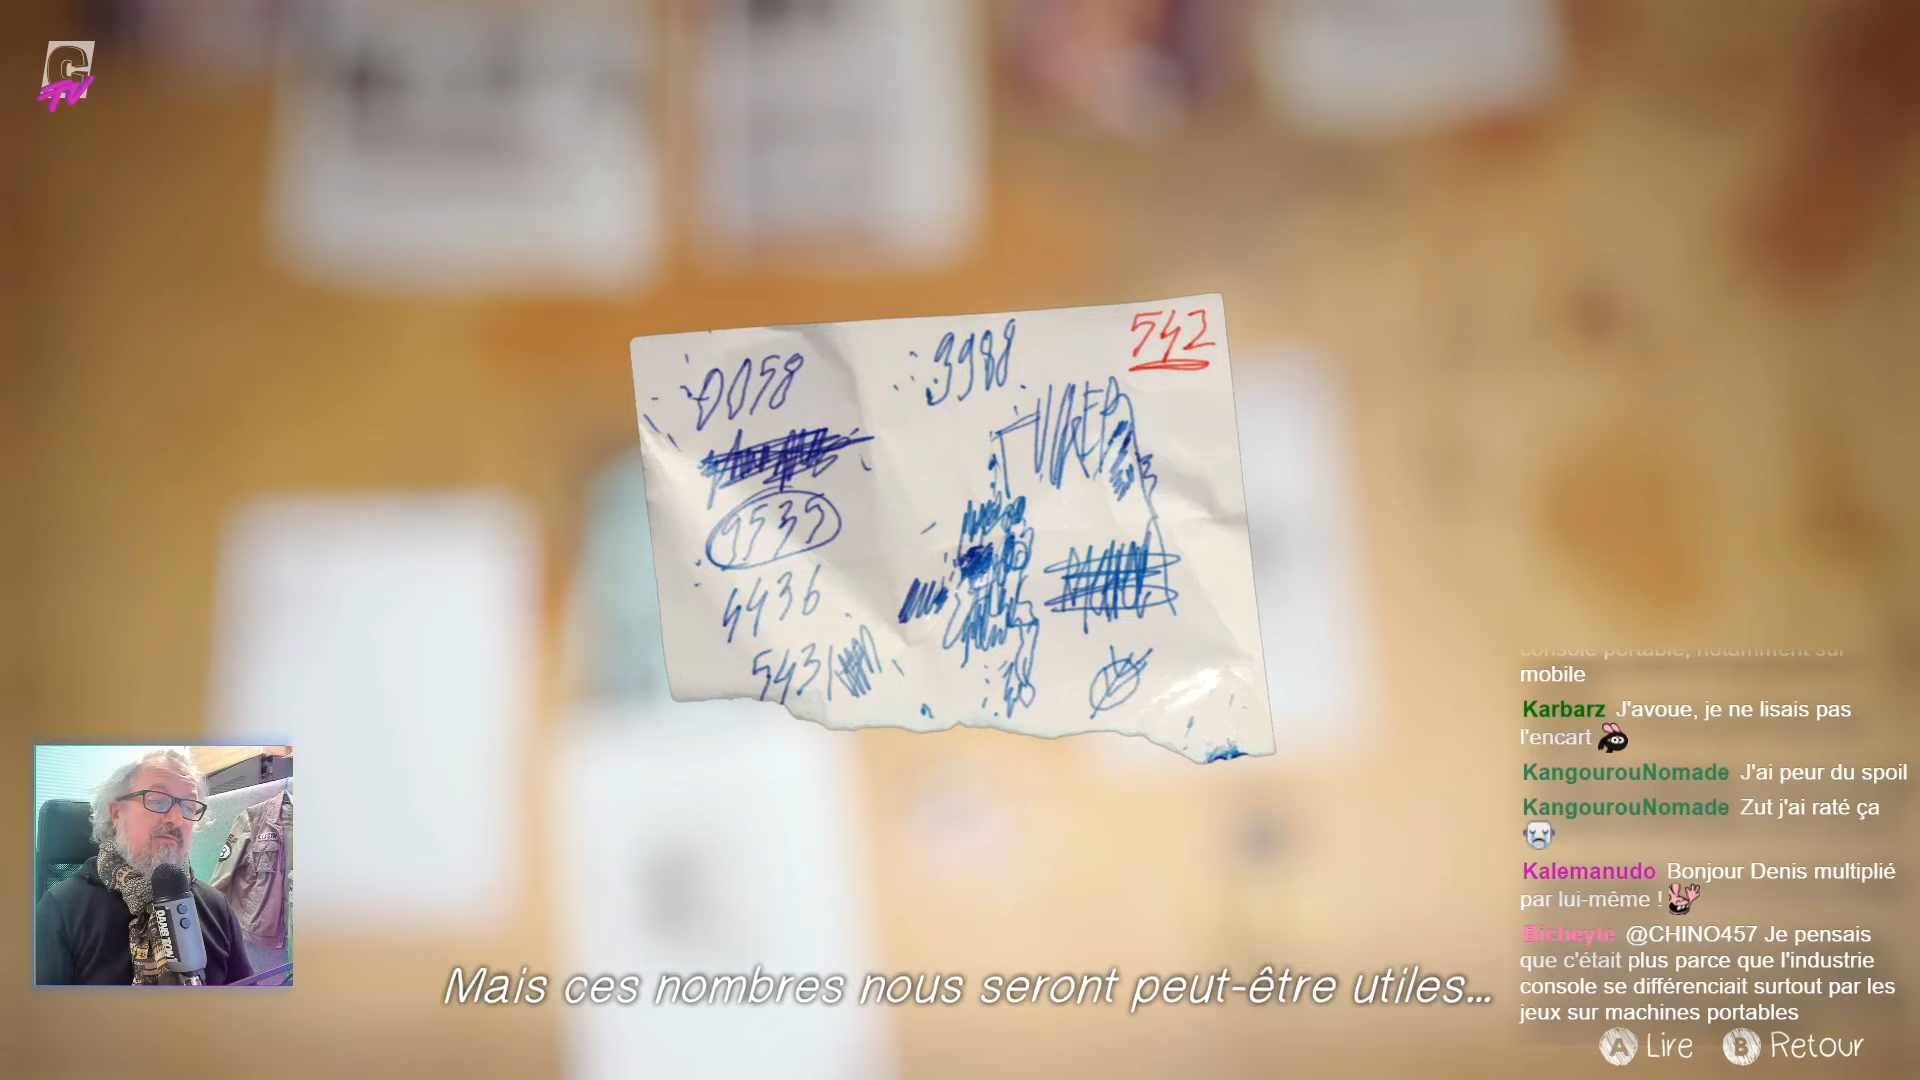 C
TV
0058
3988
542
9535
5436
543
Mais ces nombres nous seront peut-être utiles...
mobile
Karbarz J'avoue, je ne lisais pas
l'encart
KangourouNomade J'ai peur du spoil
KangourouNomade Zut j'ai raté ça
Kalemanudo Bonjour Denis multiplié
par lui-même !
Bicheyte @CHINO457 Je pensais
que c'était plus parce que l'industrie
console se différenciait surtout par les
jeux sur machines portables
A Lire B Retour